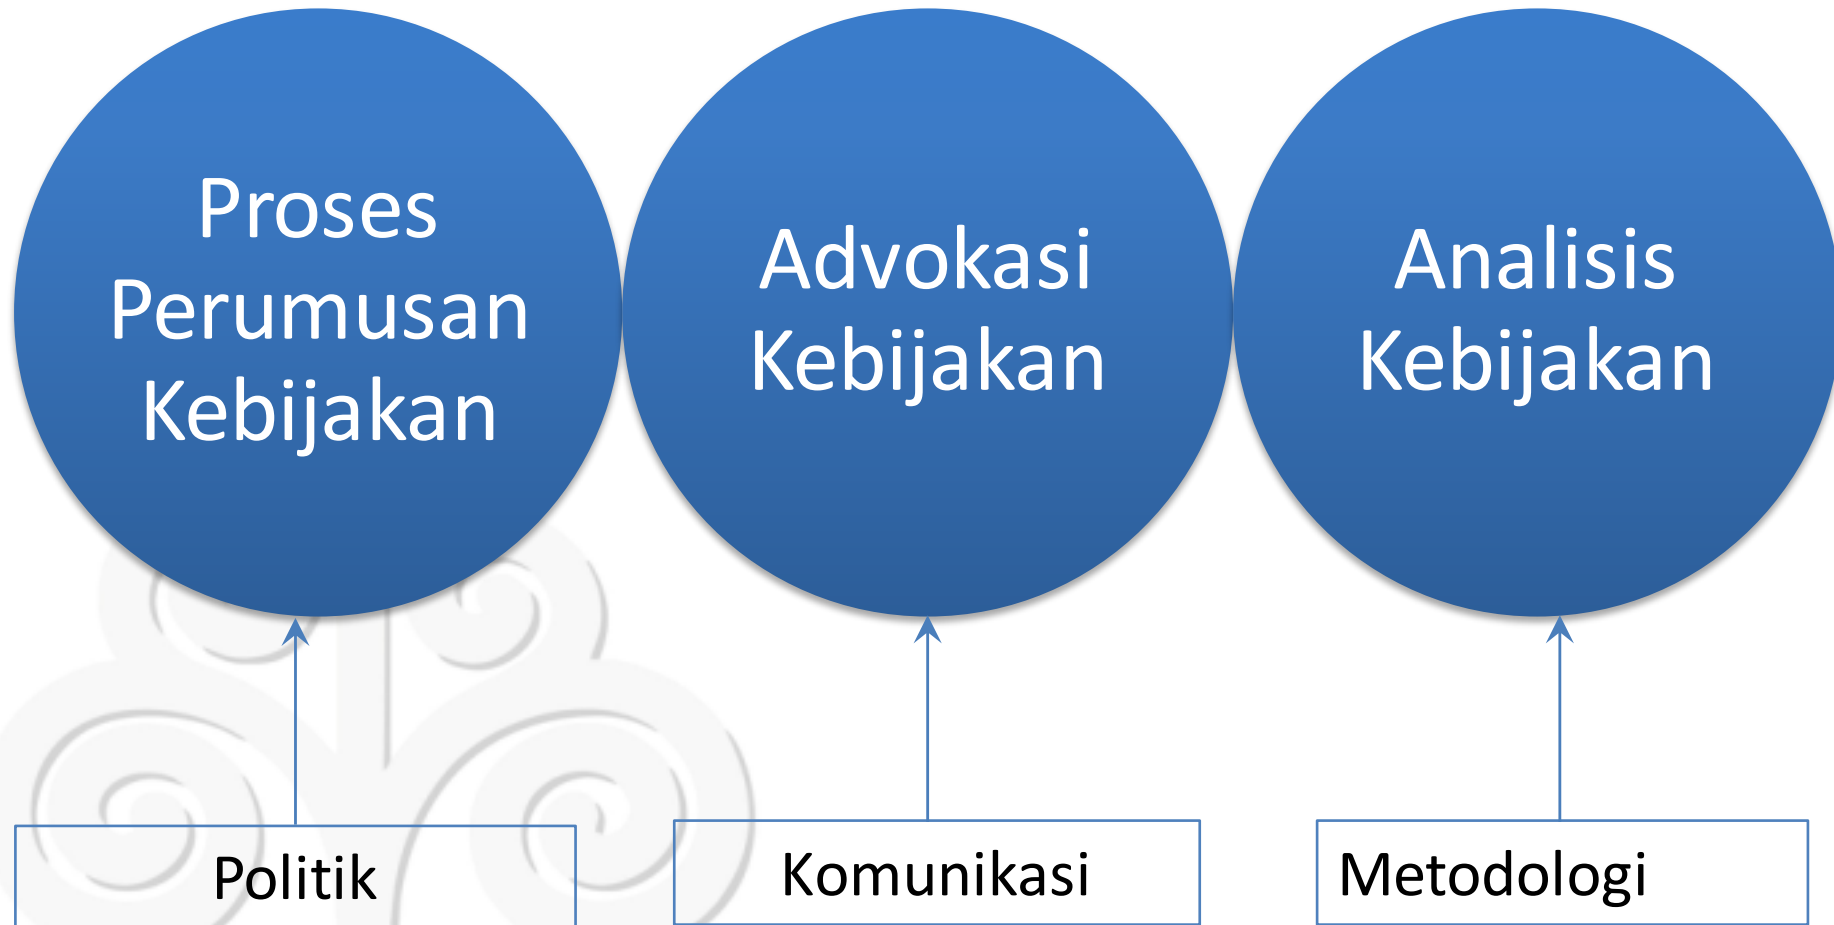 Proses
Perumusan
Kebijakan
Advokasi
Kebijakan
Analisis
Kebijakan
Politik
Komunikasi
Metodologi